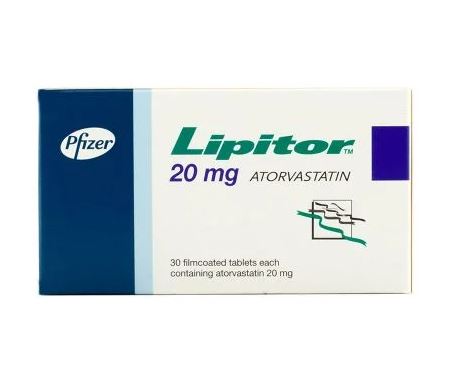 Pfizer
Lipitor™
20 mg ATORVASTATIN
30 filmcoated tablets each
containing atorvastatin 20 mg